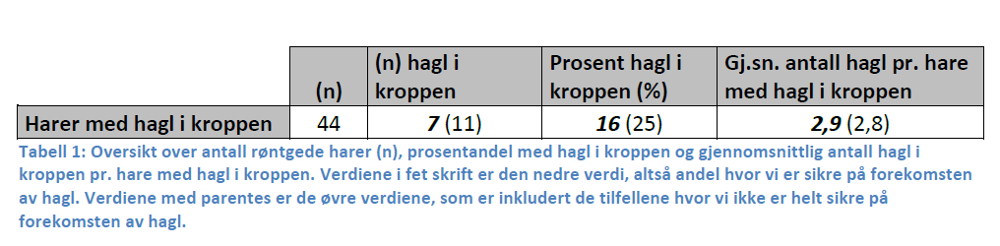 (n) (n) hagl i kroppen Prosent hagl i kroppen (%) Gj.sn. antall hagl pr. hare med hagl i kroppen
Harer med hagl i kroppen 44 7 (11) 16 (25) 2,9 (2,8)
Tabell 1: Oversikt over antall røntgede harer (n), prosentandel med hagl i kroppen og gjennomsnittlig antall hagl i
kroppen pr. hare med hagl i kroppen. Verdiene i fet skrift er den nedre verdi, altså andel hvor vi er sikre på forekomsten
av hagl. Verdiene med parentes er de øvre verdiene, som er inkludert de tilfellene hvor vi ikke er helt sikre på
forekomsten av hagl.